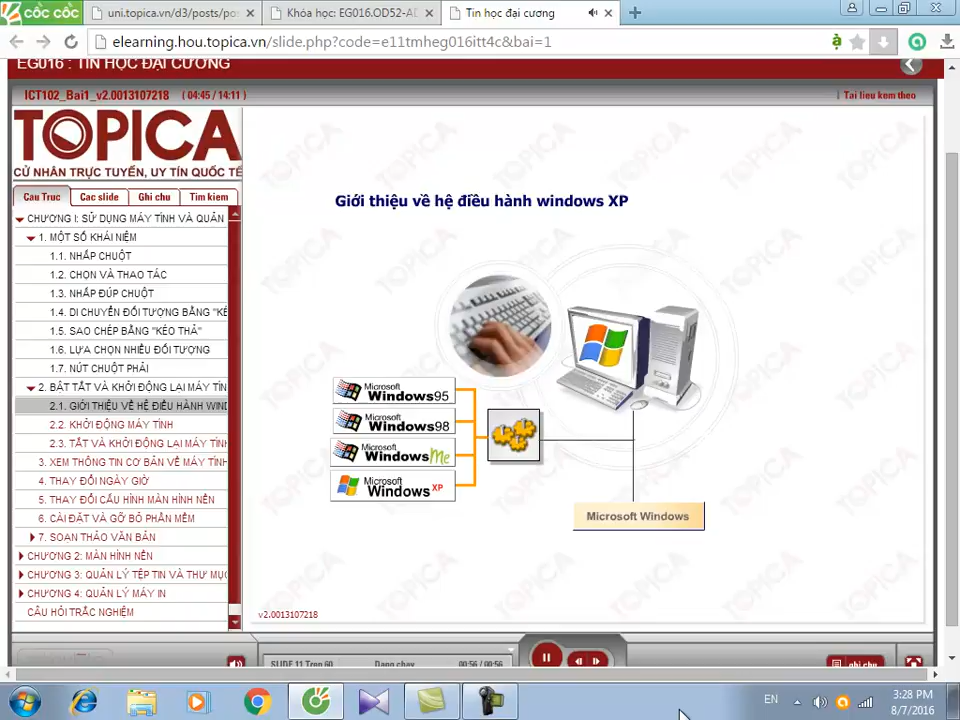 CỐC CỐC
uni.topica.vn/d3/posts/po
Khóa học: EG016.OD52-AD
Tin học đại cương
elearning.hou.topica.vn/slide.php?code=e11tmheg016itt4c&bai=1
EG016 : TIN HỌC ĐẠI CƯƠNG
ICT102_Bai1_v2.0013107218 ( 04:45 / 14:11 )
Tai lieu kem theo
TOPICA
CỬ NHÂN TRỰC TUYẾN, UY TÍN QUỐC TẾ
Cau Truc
Cac slide
Ghi chu
Tim kiem
CHƯƠNG I: SỬ DỤNG MÁY TÍNH VÀ QUẢN
1. MỘT SỐ KHÁI NIỆM
1.1. NHẮP CHUỘT
1.2. CHỌN VÀ THAO TÁC
1.3. NHẮP ĐÚP CHUỘT
1.4. DI CHUYỂN ĐỐI TƯỢNG BẰNG "KÉ
1.5. SAO CHÉP BẰNG "KÉO THẢ"
1.6. LỰA CHỌN NHIỀU ĐỐI TƯỢNG
1.7. NÚT CHUỘT PHẢI
2. BẬT TẮT VÀ KHỞI ĐỘNG LẠI MÁY TÍN
2.1. GIỚI THIỆU VỀ HỆ ĐIỀU HÀNH WIND
2.2. KHỞI ĐỘNG MÁY TÍNH
2.3. TẮT VÀ KHỞI ĐỘNG LẠI MÁY TÍNH
3. XEM THÔNG TIN CƠ BẢN VỀ MÁY TÍNH
4. THAY ĐỔI NGÀY GIỜ
5. THAY ĐỔI CẤU HÌNH MÀN HÌNH NỀN
6. CÀI ĐẶT VÀ GỠ BỎ PHẦN MỀM
7. SOẠN THẢO VĂN BẢN
CHƯƠNG 2: MÀN HÌNH NỀN
CHƯƠNG 3: QUẢN LÝ TỆP TIN VÀ THƯ MỤC
CHƯƠNG 4: QUẢN LÝ MÁY IN
CÂU HỎI TRẮC NGHIỆM
Giới thiệu về hệ điều hành windows XP
Microsoft
Windows95
Microsoft
Windows98
Microsoft
WindowsMe
Microsoft
Windows XP
Microsoft Windows
v2.0013107218
SLIDE 11 Tren 60
Dang chay
00:56 / 00:56
ghi chu
EN
3:28 PM
8/7/2016